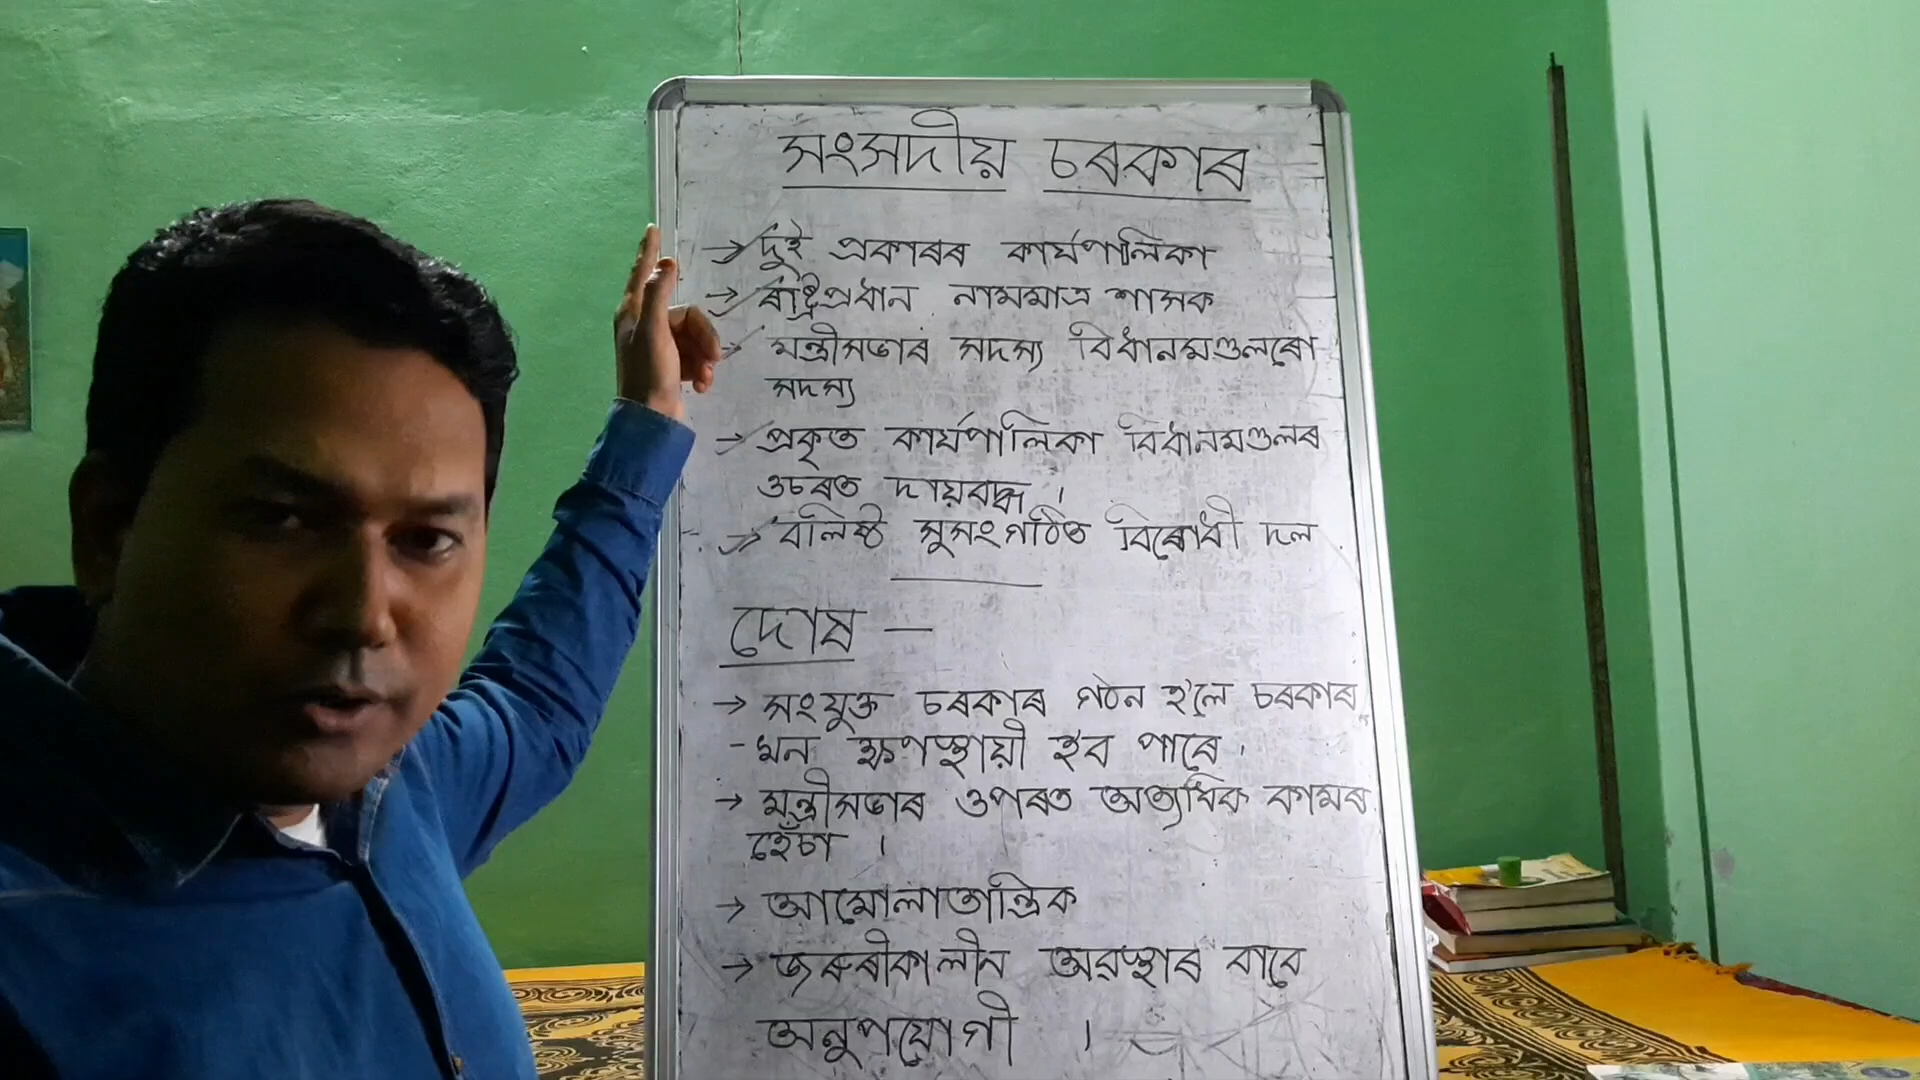 সংসদীয় চৰকাৰ
→ দুই প্ৰকাৰৰ কাৰ্যপালিকা
→ ৰাষ্ট্ৰপ্ৰধান নামমাত্ৰ শাসক
→ মন্ত্ৰীসভাৰ সদস্য বিধানমণ্ডলৰো
সদস্য
→ প্ৰকৃত কাৰ্যপালিকা বিধানমণ্ডলৰ
ওচৰত দায়বদ্ধ ।
→ বলিষ্ঠ সুসংগঠিত বিৰোধী দল
দোষ —
→ সংযুক্ত চৰকাৰ গঠন হ'লে চৰকাৰ
- মন ক্ষণস্থায়ী হ'ব পাৰে ।
→ মন্ত্ৰীসভাৰ ওপৰত অত্যধিক কামৰ
হেঁচা ।
→ আমোলাতান্ত্ৰিক
→ জৰুৰীকালীন অৱস্থাৰ বাবে
অনুপযোগী ।